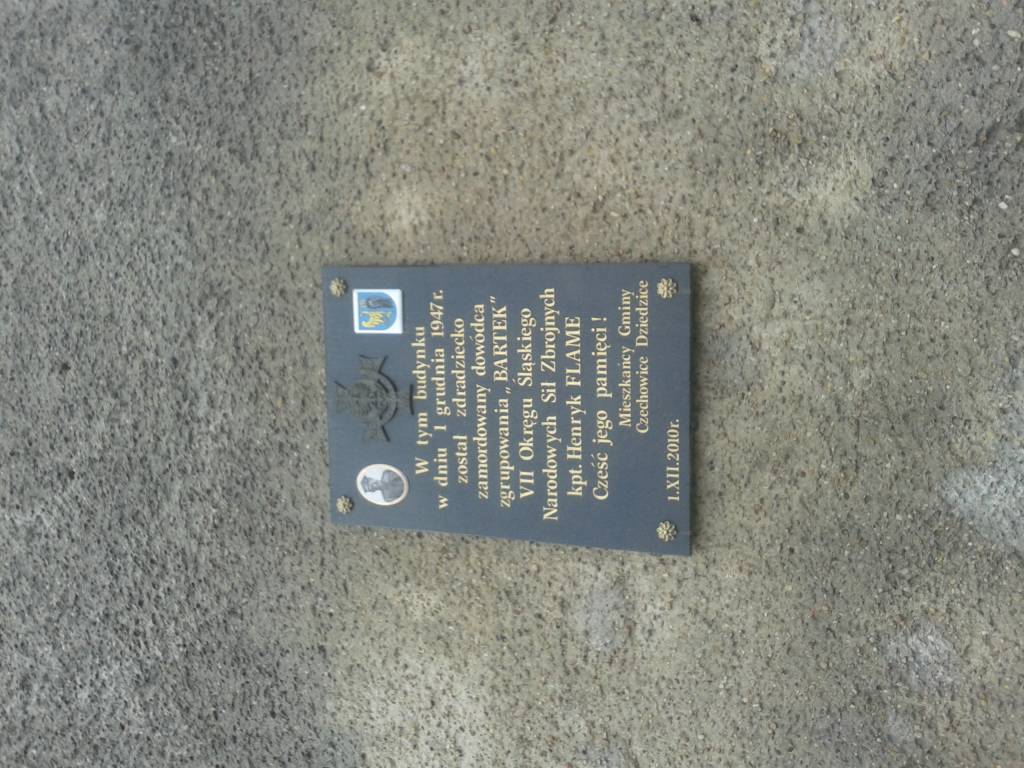 W tym budynku
w dniu 1 grudnia 1947 r.
został zdradziecko
zamordowany dowódca
zgrupowania „BARTEK”
VII Okręgu Śląskiego
Narodowych Sił Zbrojnych
kpt. Henryk FLAME
Cześć jego pamięci !
Mieszkańcy Gminy
Czechowice Dziedzice
1.XII.2010r.